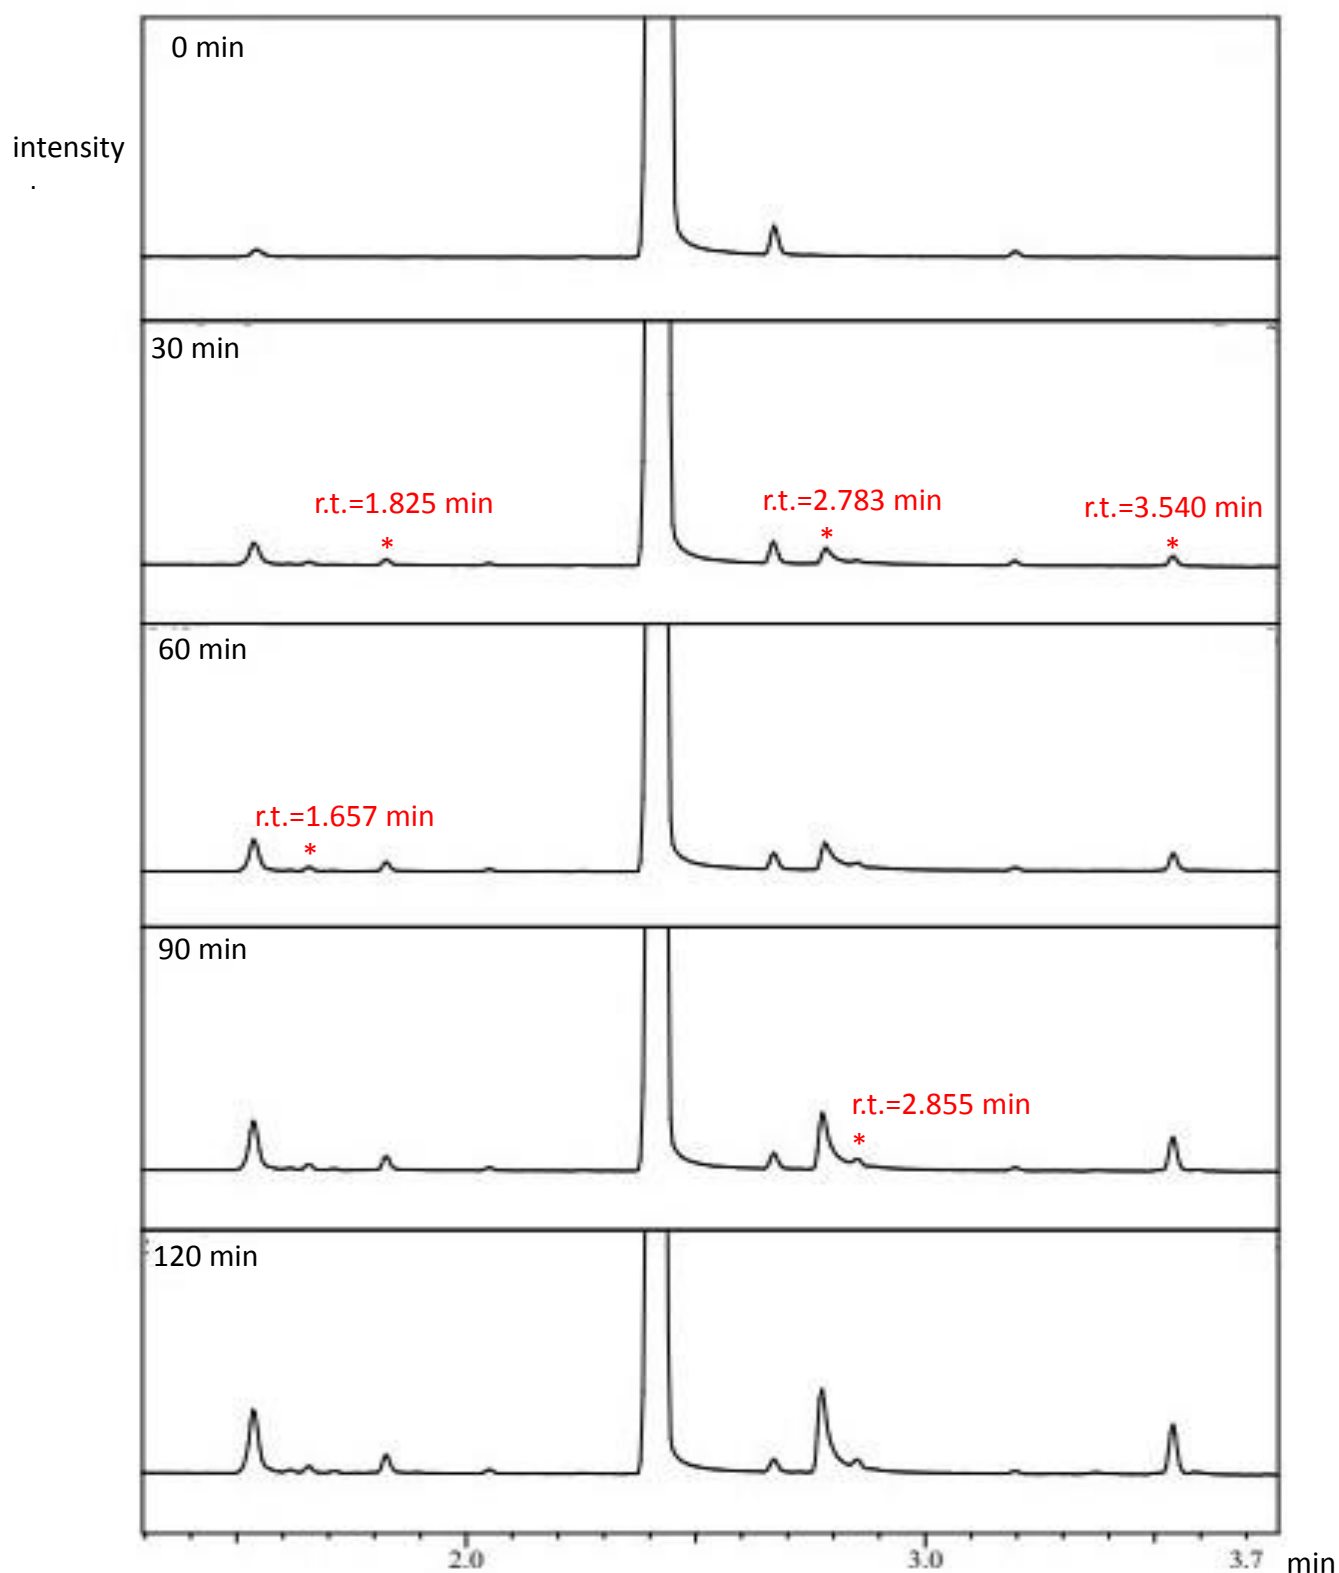 0 min
intensity
30 min
r.t.=1.825 min
r.t.=2.783 min
r.t.=3.540 min
*
*
*
60 min
r.t.=1.657 min
*
90 min
r.t.=2.855 min
*
120 min
2.0
3.0
3.7
min